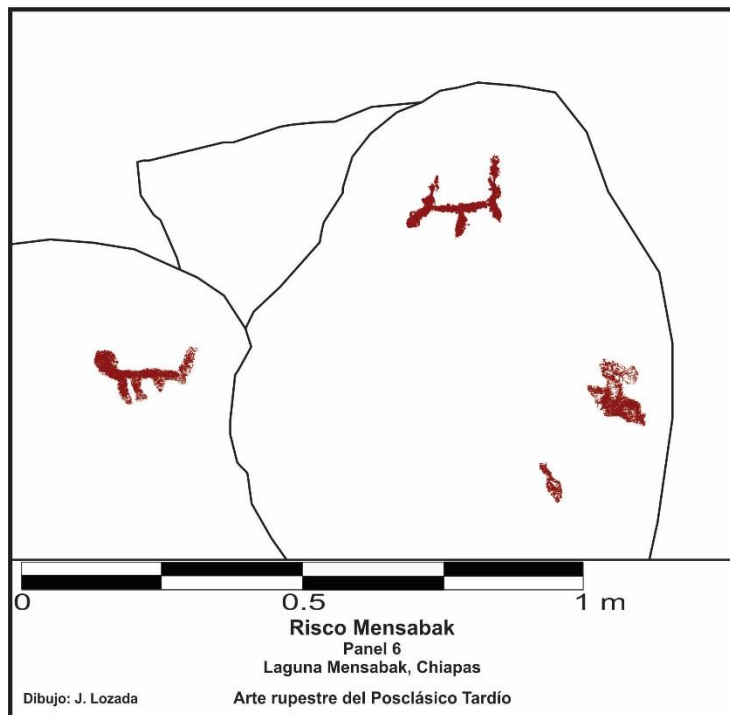 0 0.5 1 m
Risco Mensabak
Panel 6
Laguna Mensabak, Chiapas
Dibujo: J. Lozada Arte rupestre del Posclásico Tardío